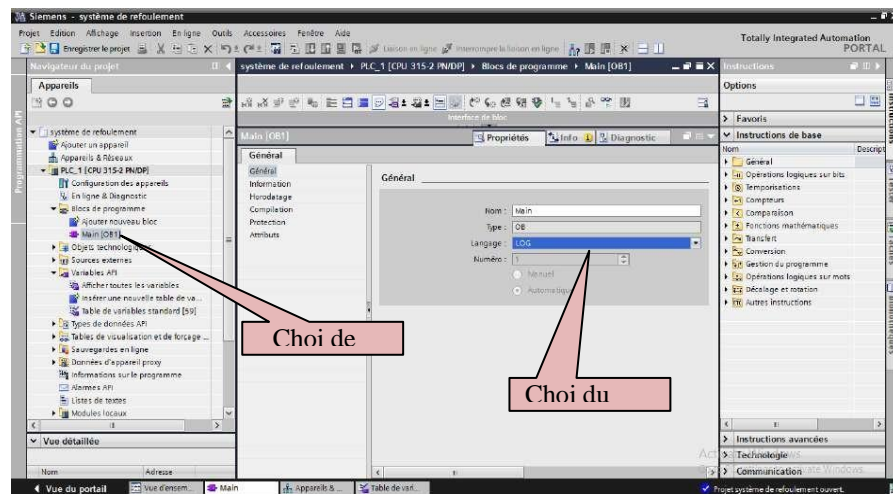 Siemens - système de refoulement
Projet Edition Affichage Insertion En ligne Outils Accessoires Fenêtre Aide
Enregistrer le projet
Liaison en ligne Interrompre la liaison en ligne
Totally Integrated Automation
PORTAL
Navigateur du projet
système de refoulement PLC_1 [CPU 315-2 PN/DP] Blocs de programme Main [OB1]
Instructions
Appareils
Options
Interface de bloc
Favoris
Instructions de base
Nom Descript
Général
Opérations logiques sur bits
Temporisations
Compteurs
Comparaison
Fonctions mathématiques
Transfert
Conversion
Gestion du programme
Opérations logiques sur mots
Décalage et rotation
Autres instructions
Programmation API
système de refoulement
Ajouter un appareil
Appareils & Réseaux
PLC_1 [CPU 315-2 PN/DP]
Configuration des appareils
En ligne & Diagnostic
Blocs de programme
Ajouter nouveau bloc
Main [OB1]
Objets technologiq
Sources externes
Variables API
Afficher toutes les variables
Insérer une nouvelle table de va...
Table de variables standard [59]
Types de données API
Tables de visualisation et de forçage ...
Sauvegardes en ligne
Données d'appareil proxy
Informations sur le programme
Alarmes API
Listes de textes
Modules locaux
Main [OB1]
Propriétés Info Diagnostic
Général
Général
Information
Horodatage
Compilation
Protection
Attributs
Général
Nom : Main
Type : OB
Langage : LOG
Numéro : 1
Manuel
Automatique
Choi de
Choi du
Vue détaillée
Nom Adresse
Instructions avancées
Technologie
Communication
Vue du portail Vue d'ensem... Main Appareils & ... Table de vari...
Projet système de refoulement ouvert.